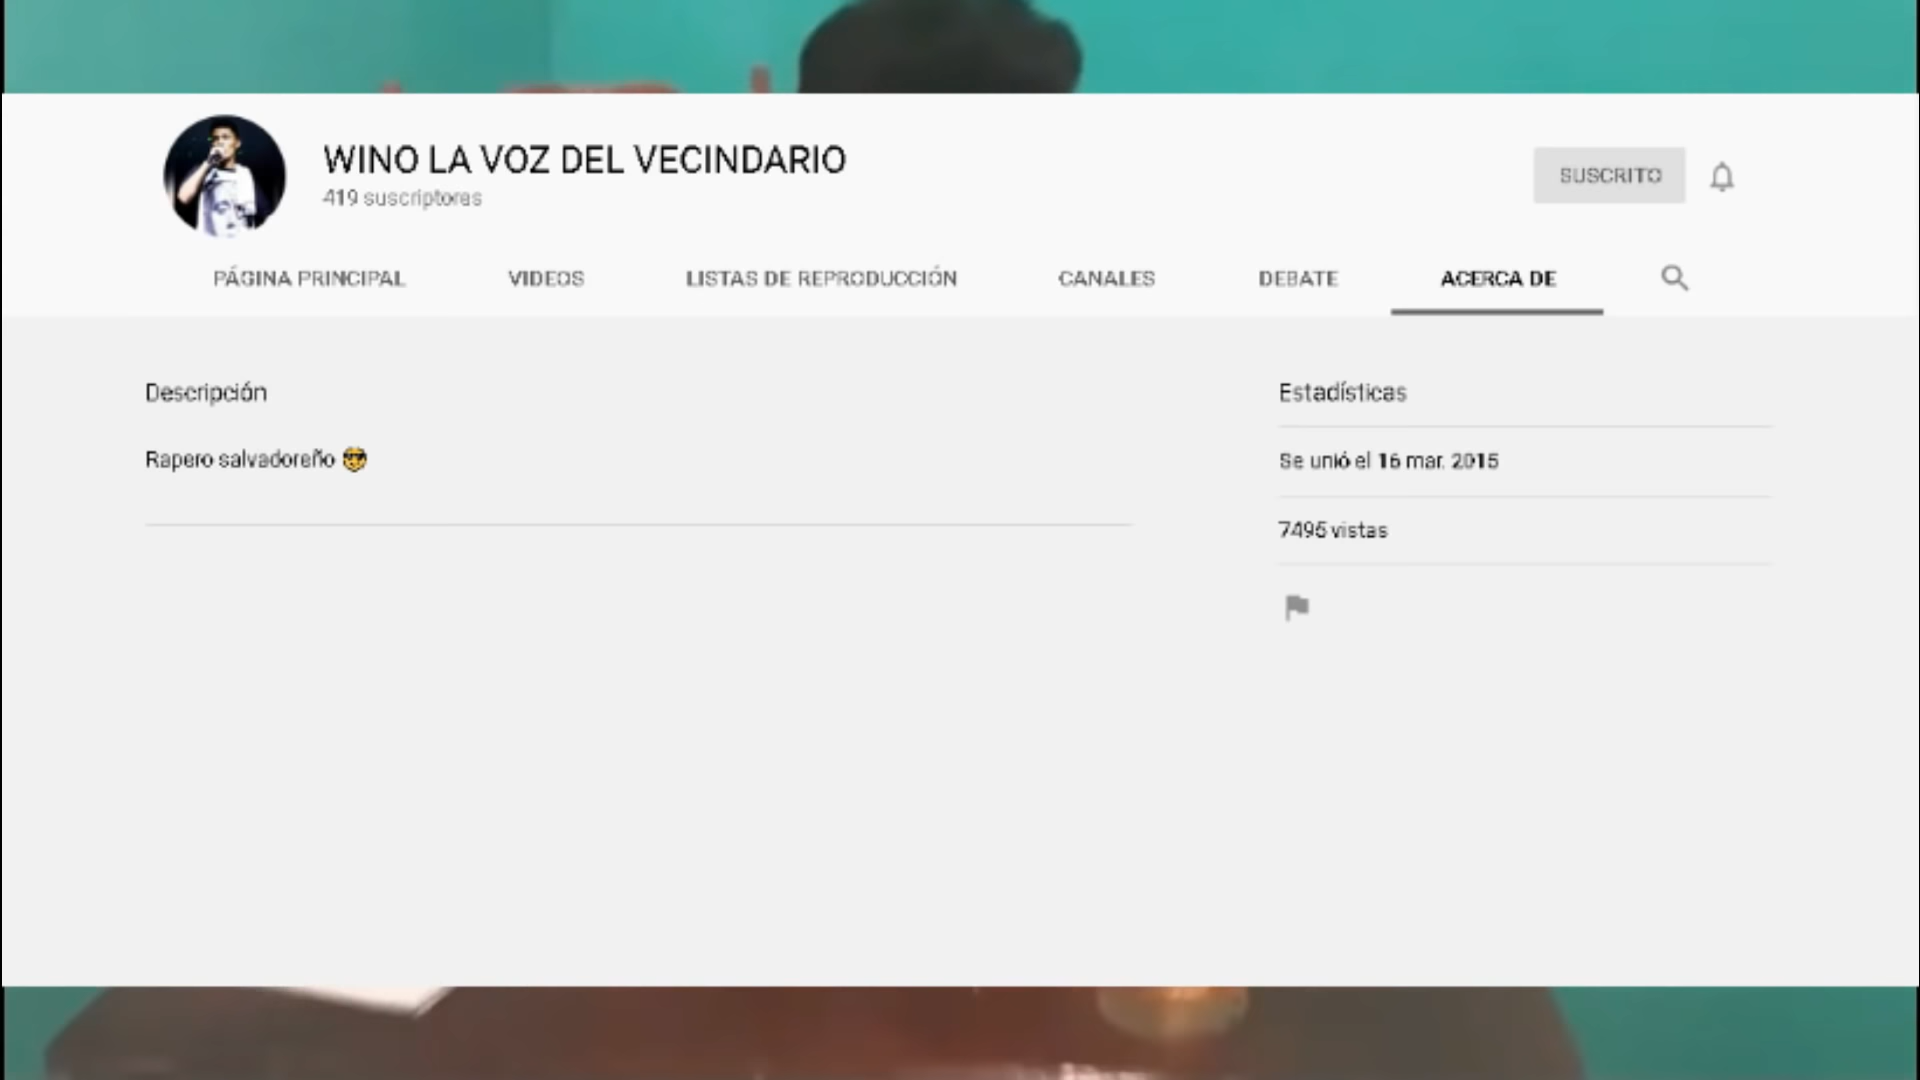 WINO LA VOZ DEL VECINDARIO
419 suscriptores
SUSCRITO
PÁGINA PRINCIPAL VIDEOS LISTAS DE REPRODUCCIÓN CANALES DEBATE ACERCA DE
Descripción
Rapero salvadoreño 😎
Estadísticas
Se unió el 16 mar. 2015
7495 vistas